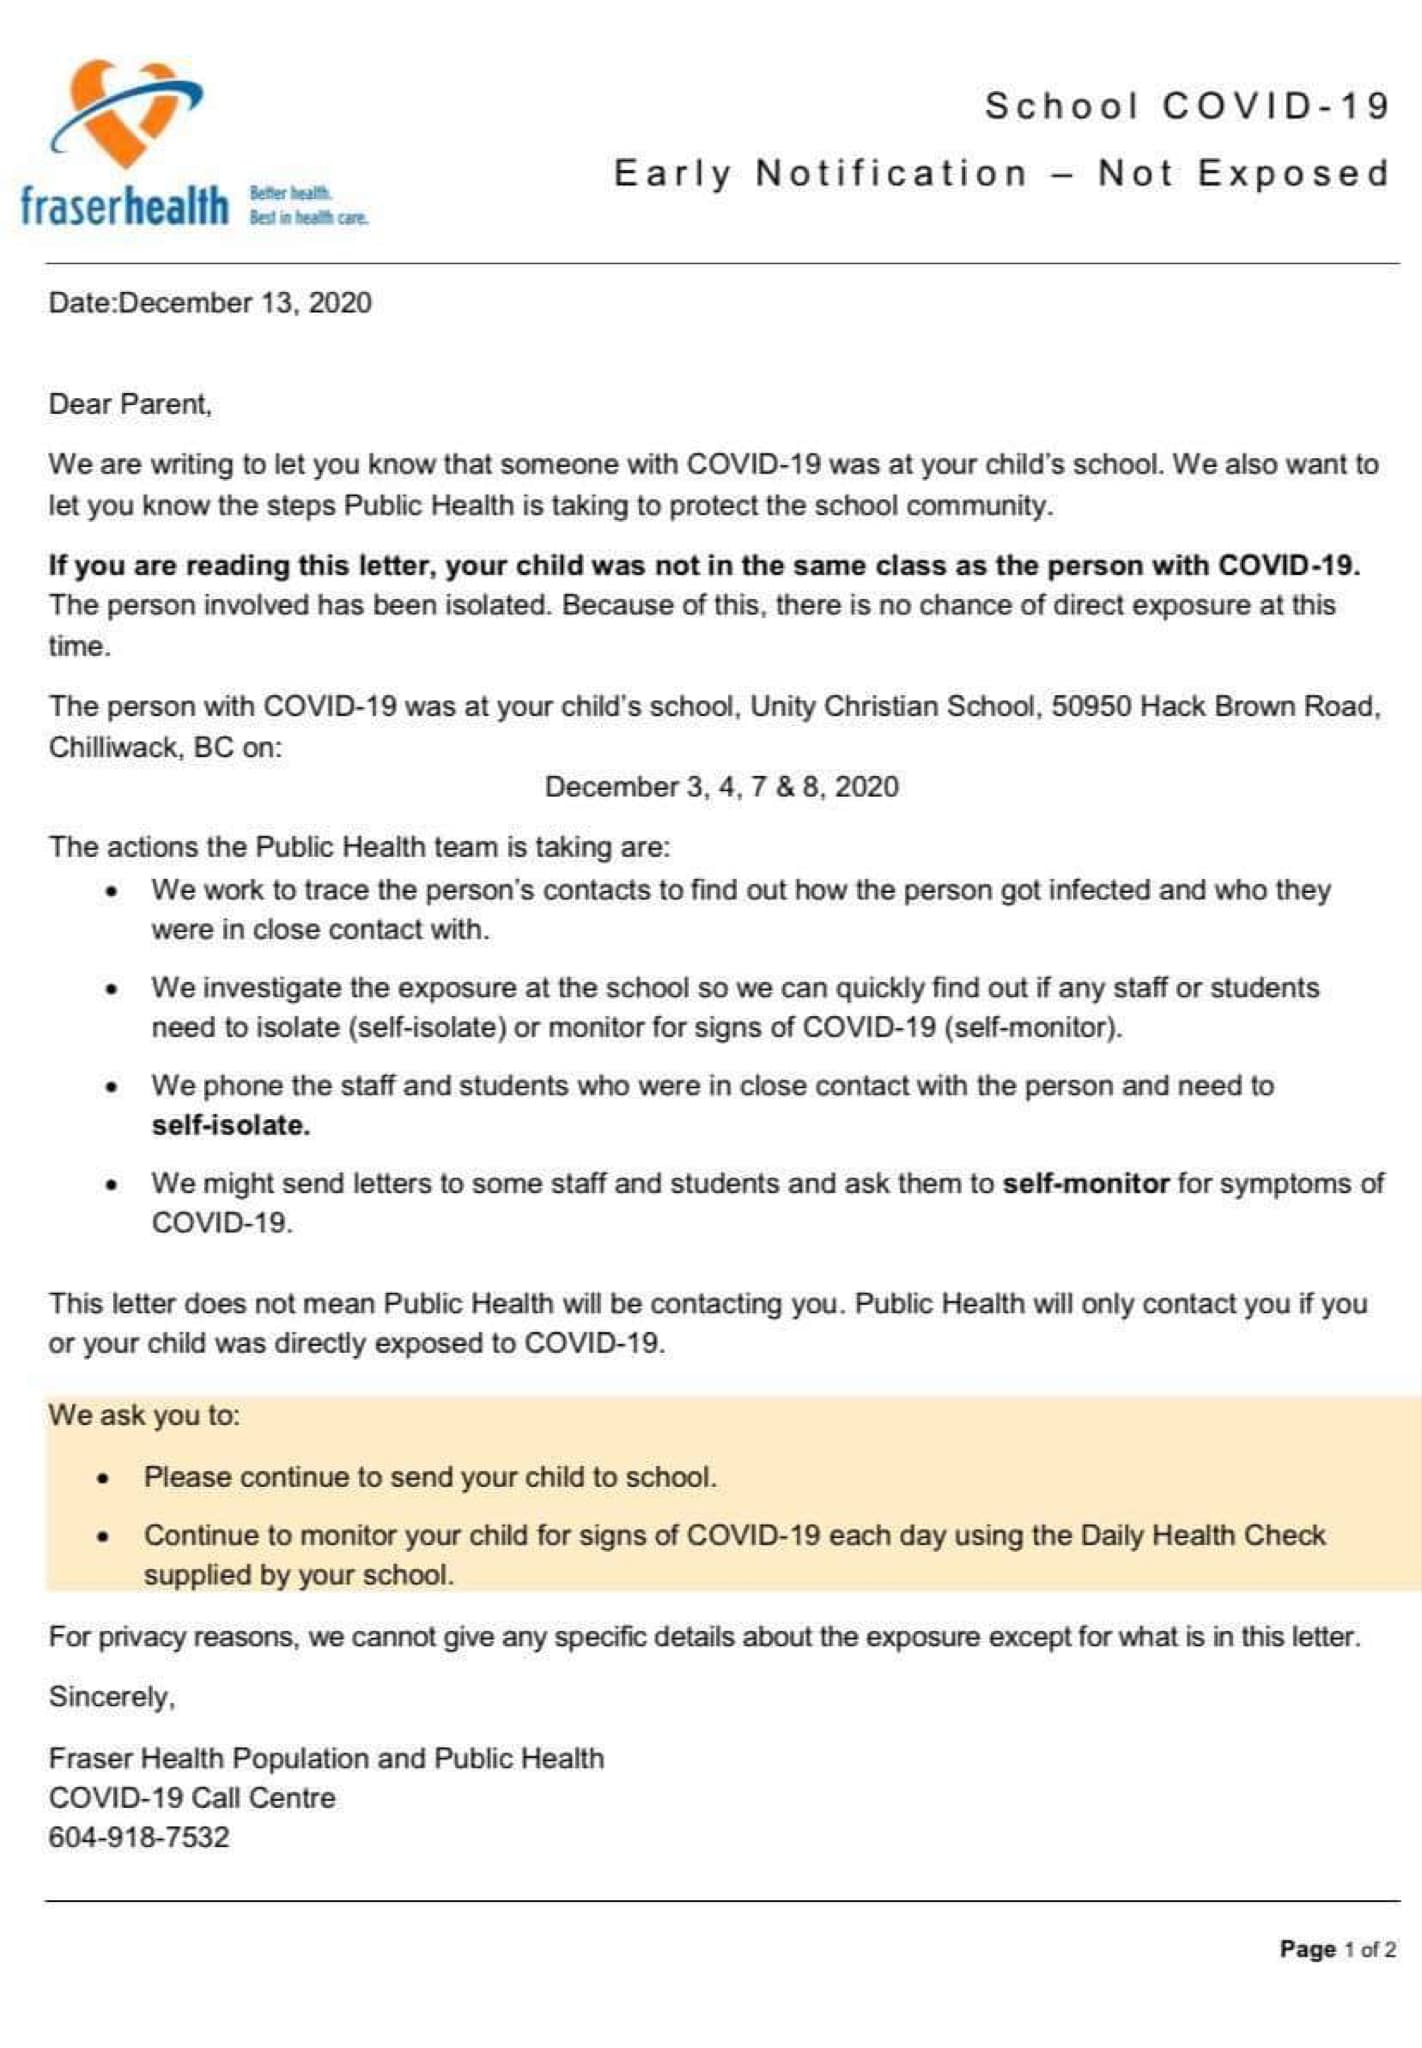 School COVID-19
Early Notification – Not Exposed
fraserhealth
Better health.
Best in health care.
Date:December 13, 2020
Dear Parent,
We are writing to let you know that someone with COVID-19 was at your child's school. We also want to
let you know the steps Public Health is taking to protect the school community.
If you are reading this letter, your child was not in the same class as the person with COVID-19.
The person involved has been isolated. Because of this, there is no chance of direct exposure at this
time.
The person with COVID-19 was at your child's school, Unity Christian School, 50950 Hack Brown Road,
Chilliwack, BC on:
December 3, 4, 7 & 8, 2020
The actions the Public Health team is taking are:
• We work to trace the person's contacts to find out how the person got infected and who they
were in close contact with.
• We investigate the exposure at the school so we can quickly find out if any staff or students
need to isolate (self-isolate) or monitor for signs of COVID-19 (self-monitor).
• We phone the staff and students who were in close contact with the person and need to
self-isolate.
• We might send letters to some staff and students and ask them to self-monitor for symptoms of
COVID-19.
This letter does not mean Public Health will be contacting you. Public Health will only contact you if you
or your child was directly exposed to COVID-19.
We ask you to:
• Please continue to send your child to school.
• Continue to monitor your child for signs of COVID-19 each day using the Daily Health Check
supplied by your school.
For privacy reasons, we cannot give any specific details about the exposure except for what is in this letter.
Sincerely,
Fraser Health Population and Public Health
COVID-19 Call Centre
604-918-7532
Page 1 of 2